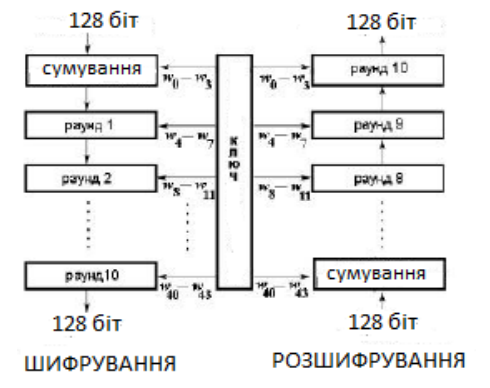 128 біт 128 біт
сумування раунд 10
w0 – w3 w0 – w3
раунд 1 раунд 9
w4 – w7 w4 – w7
ключ
раунд 2 раунд 8
w8 – w11 w8 – w11
раунд10 сумування
w40 – w43 w40 – w43
128 біт 128 біт
ШИФРУВАННЯ РОЗШИФРУВАННЯ